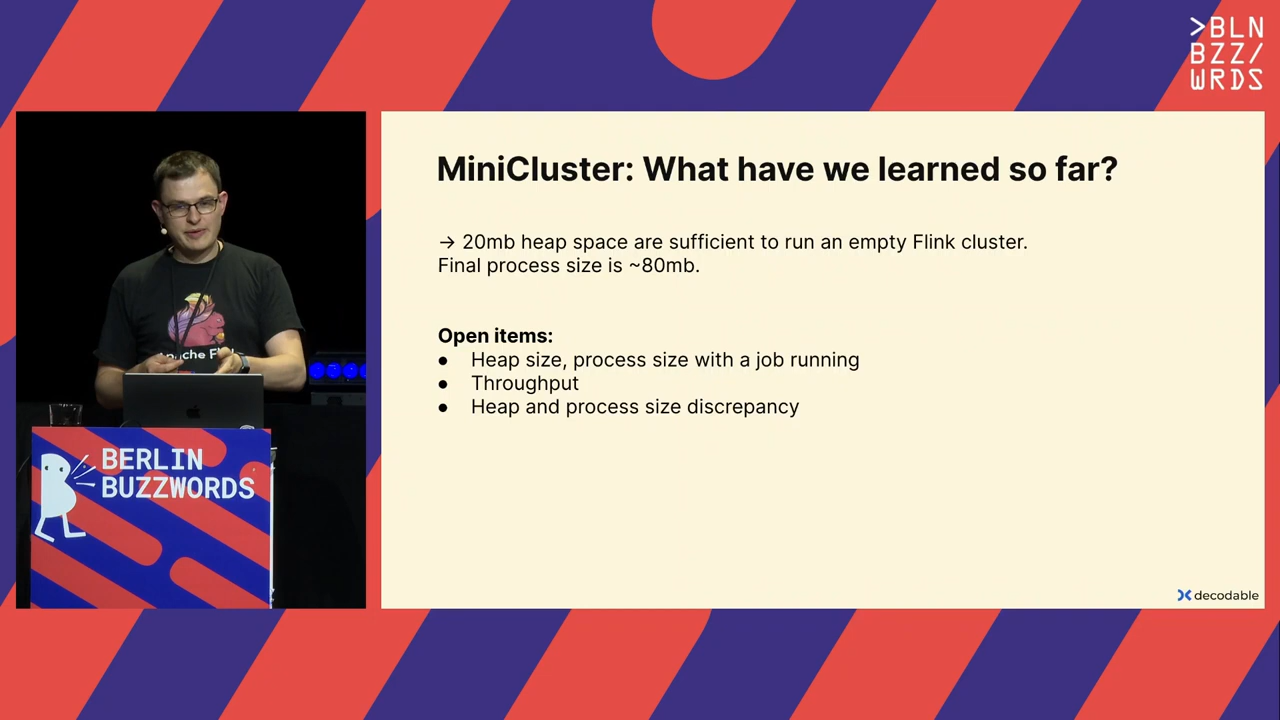 >BLN
BZZ/
WRDS
MiniCluster: What have we learned so far?
→ 20mb heap space are sufficient to run an empty Flink cluster.
Final process size is ~80mb.
Open items:
● Heap size, process size with a job running
● Throughput
● Heap and process size discrepancy
decodable
BERLIN
BUZZWORDS